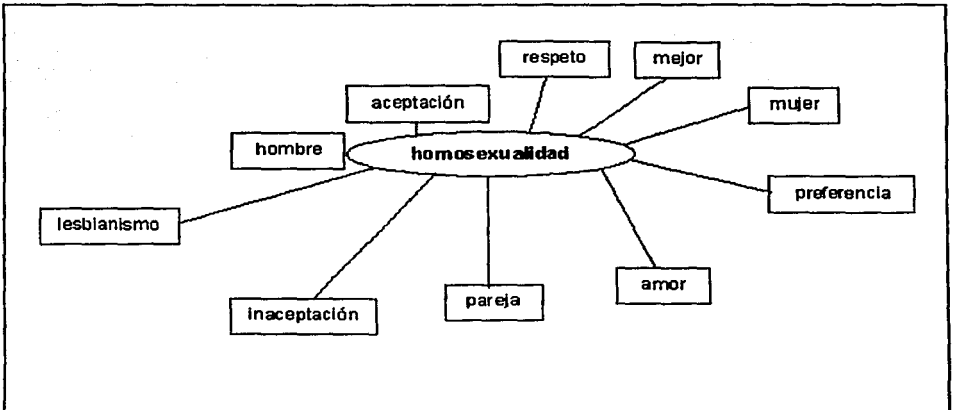 respeto
mejor
aceptación
mujer
hombre
homosexualidad
preferencia
lesbianismo
amor
pareja
inaceptación